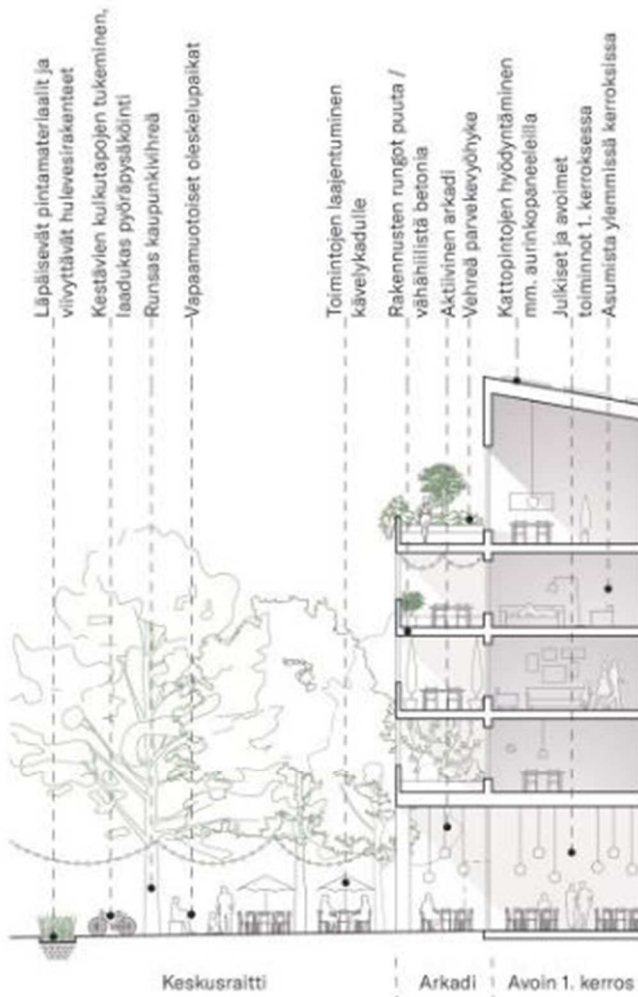 Läpäisevät pintamateriaalit ja
viivyttävät hulevesirakenteet
Kestävien kulkutapojen tukeminen,
laadukas pyöräpysäköinti
Runsas kaupunkivihreä
Vapaamuotoiset oleskelupaikat
Toimintojen laajentuminen
kävelykadulle
Rakennusten rungot puuta /
vähähiilistä betonia
Aktiivinen arkadi
Vehreä parvekevyöhyke
Kattopintojen hyödyntäminen
mm. aurinkopaneeleilla
Julkiset ja avoimet
toiminnot 1. kerroksessa
Asumista ylemmissä kerroksissa
Keskusraitti
Arkadi
Avoin 1. kerros